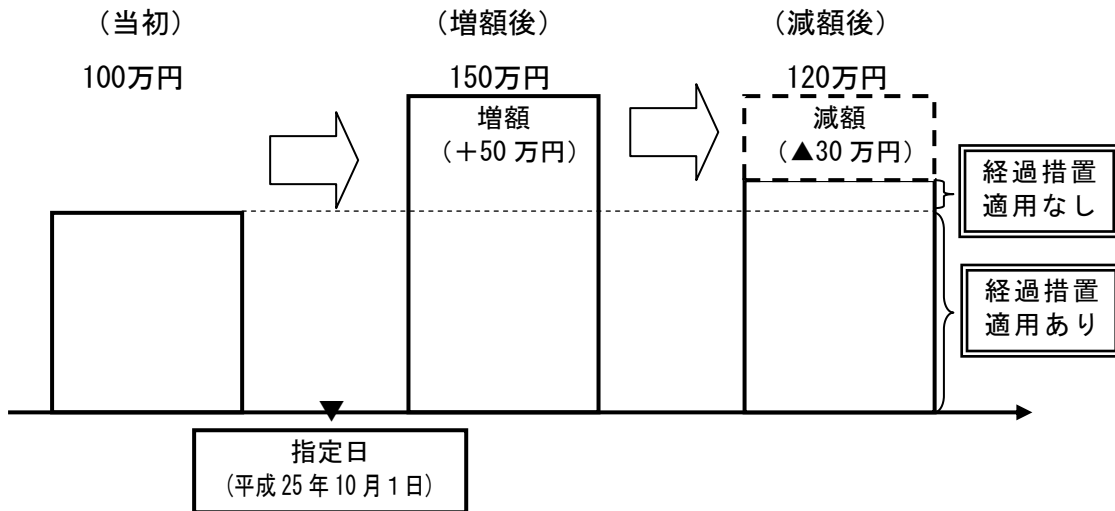 （当初）
（増額後）
（減額後）
100万円
150万円
120万円
増額
（＋50 万円）
減額
（▲30 万円）
経過措置
適用なし
経過措置
適用あり
指定日
（平成 25 年 10 月 1 日）